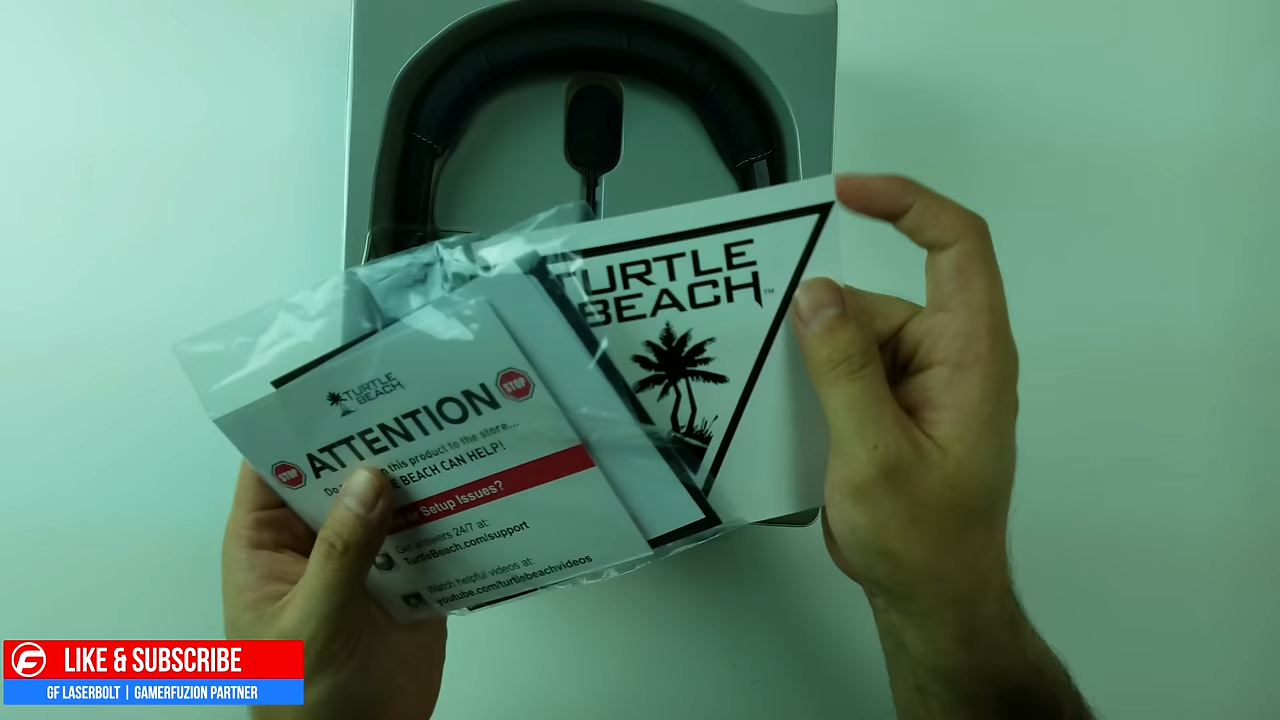 TURTLE
BEACH™
TURTLE
BEACH
STOP
ATTENTION
STOP
this product to the store...
BEACH CAN HELP!
or Setup Issues?
Get answers 24/7 at:
TurtleBeach.com/support
Watch helpful videos at:
youtube.com/turtlebeachvideos
LIKE & SUBSCRIBE
GF LASERBOLT | GAMERFUZION PARTNER